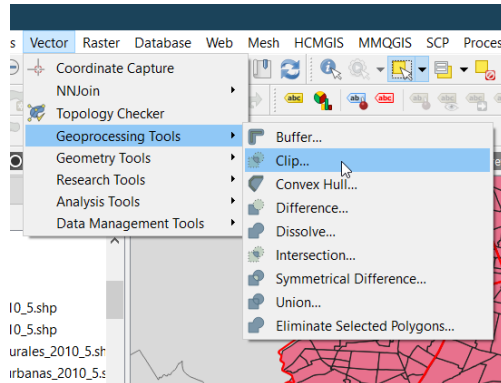 s Vector Raster Database Web Mesh HCMGIS MMQGIS SCP Proces
Coordinate Capture
NNJoin
Topology Checker
Geoprocessing Tools
Geometry Tools
Research Tools
Analysis Tools
Data Management Tools
Buffer...
Clip...
Convex Hull...
Difference...
Dissolve...
Intersection...
Symmetrical Difference...
Union...
Eliminate Selected Polygons...
abc
abc
abc
10_5.shp
10_5.shp
urales_2010_5.sh
rbanas_2010_5.s